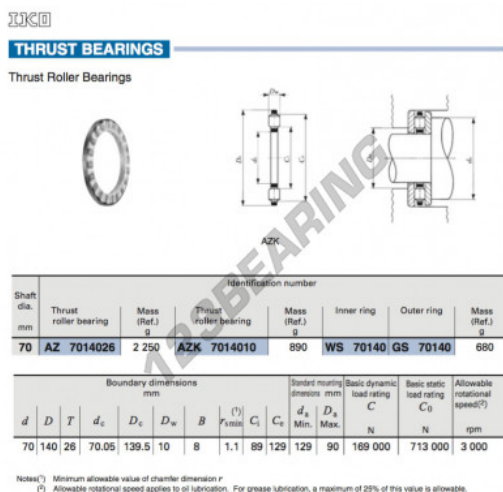 IKO
THRUST BEARINGS
Thrust Roller Bearings
AZK
123BEARING
Identification number
Shaft dia. mm
Thrust roller bearing
Mass (Ref.) g
Thrust roller bearing
Mass (Ref.) g
Inner ring
Outer ring
Mass (Ref.) g
70 AZ 7014026 2 250 AZK 7014010 890 WS 70140 GS 70140 680
Boundary dimensions mm
Standard mounting dimensions mm
Basic dynamic load rating C N
Basic static load rating C0 N
Allowable rotational speed(2) rpm
d D T dc Dc Dw B rsmin(1) Ci Ce da Min. Da Max.
70 140 26 70.05 139.5 10 8 1.1 89 129 129 90 169 000 713 000 3 000
Notes(1) Minimum allowable value of chamfer dimension r
(2) Allowable rotational speed applies to oil lubrication. For grease lubrication, a maximum of 25% of this value is allowable.